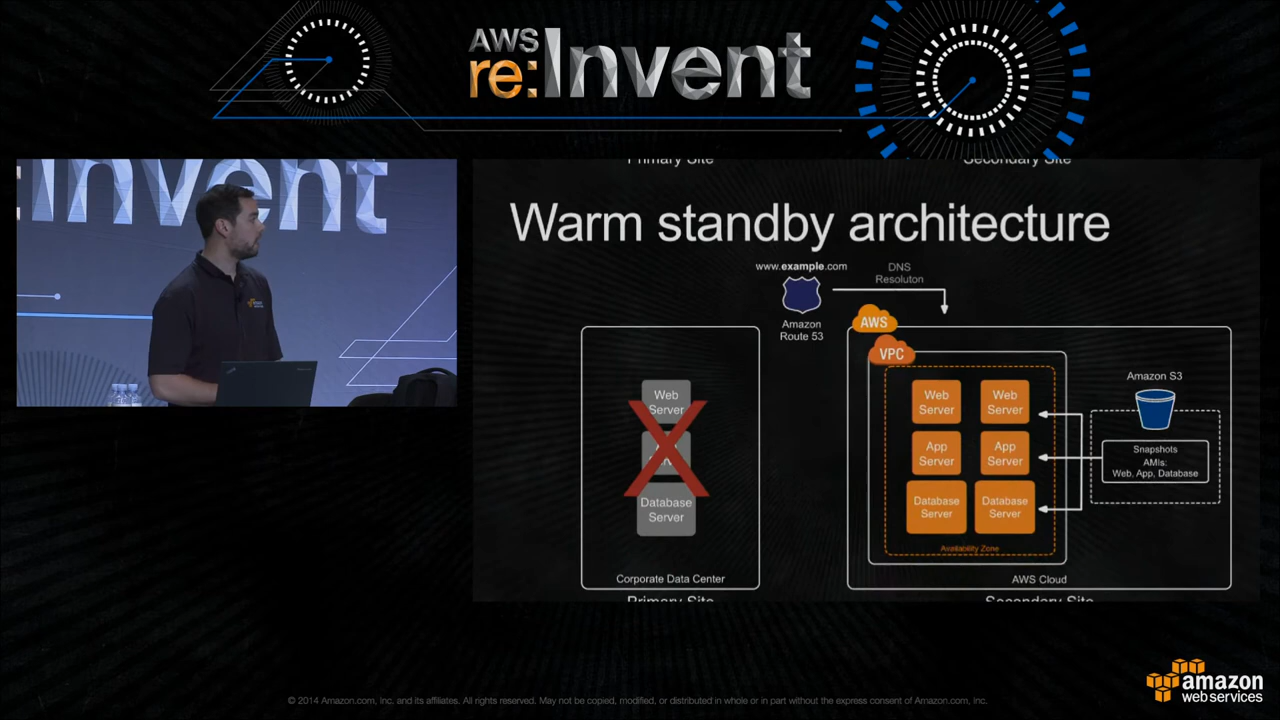 AWS
re:Invent
:Invent
Primary Site
Secondary Site
Warm standby architecture
www.example.com
DNS
Resoluton
Amazon
Route 53
AWS
VPC
Web
Server
App
Server
Database
Server
Corporate Data Center
Primary Site
Web
Server
Web
Server
App
Server
App
Server
Database
Server
Database
Server
Availability Zone
Amazon S3
Snapshots
AMIs:
Web, App, Database
AWS Cloud
Secondary Site
© 2014 Amazon.com, Inc. and its affiliates. All rights reserved. May not be copied, modified, or distributed in whole or in part without the express consent of Amazon.com, Inc.
amazon
web services